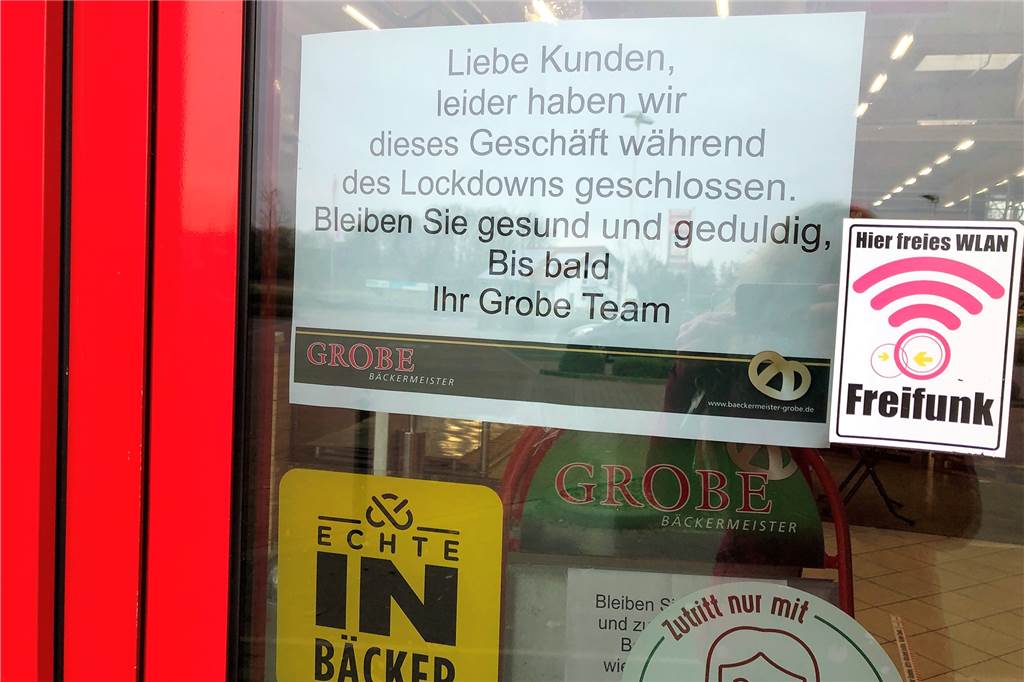 Liebe Kunden,
leider haben wir
dieses Geschäft während
des Lockdowns geschlossen.
Bleiben Sie gesund und geduldig,
Bis bald
Ihr Grobe Team
GROBE
BÄCKERMEISTER
www.baeckermeister-grobe.de
Hier freies WLAN
Freifunk
GROBE
BÄCKERMEISTER
ECHTE
IN
BÄCKER
Bleiben
und
Zutritt nur mit